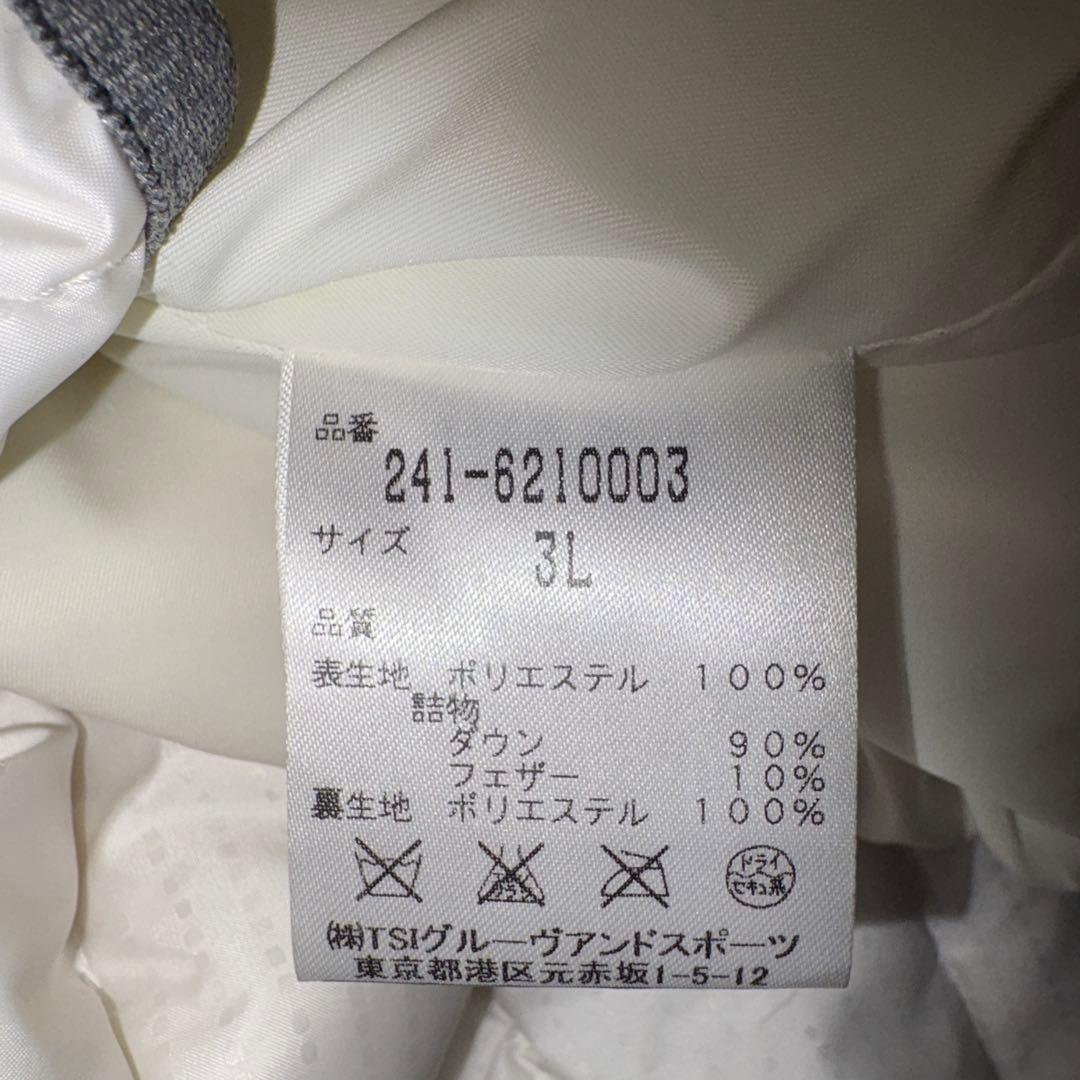 品番
241-6210003
サイズ 3L
品質
表生地 ポリエステル 100%
詰物
ダウン 90%
フェザー 10%
裏生地 ポリエステル 100%
ドライ
セキュ系
(株)TSIグルーヴアンドスポーツ
東京都港区元赤坂1-5-12